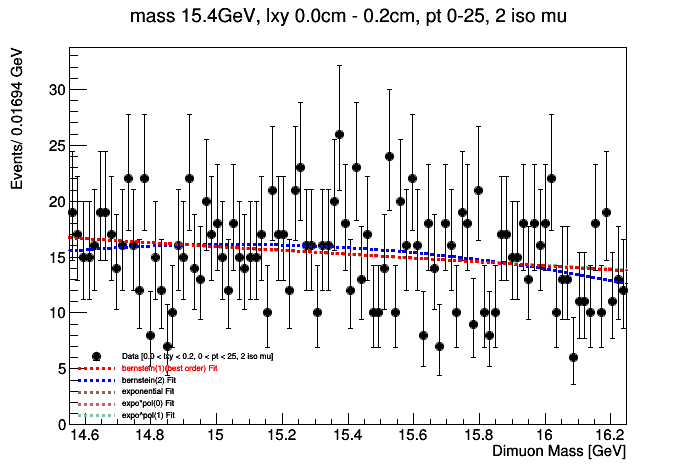 mass 15.4GeV, lxy 0.0cm - 0.2cm, pt 0-25, 2 iso mu
Events/ 0.01694 GeV
30
25
20
15
10
5
0
Data [0.0 < lxy < 0.2, 0 < pt < 25, 2 iso mu]
bernstein(1)(best order) Fit
bernstein(2) Fit
exponential Fit
expo*pol(0) Fit
expo*pol(1) Fit
14.6 14.8 15 15.2 15.4 15.6 15.8 16 16.2
Dimuon Mass [GeV]